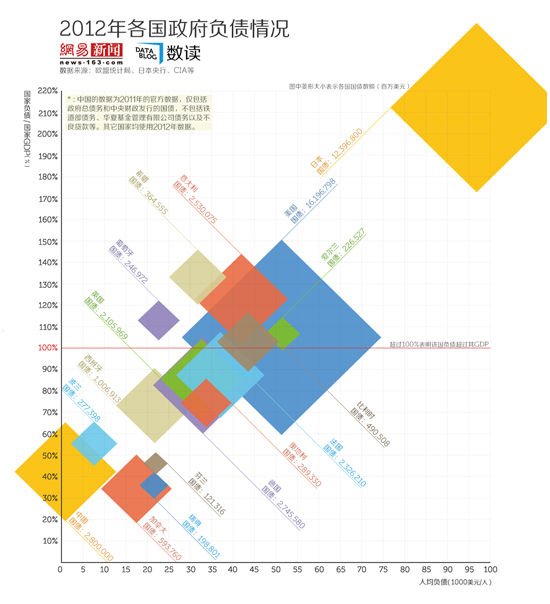 2012年各国政府负债情况
網易 新闻
news·163.com
DATA
BLOG
数读
数据来源：欧盟统计局、日本央行、CIA等
图中菱形大小表示各国国债数额（百万美元）
国家负债/国家GDP(%)
*：中国的数据为2011年的官方数据，仅包括
政府总债务和中央财政发行的国债，不包括铁
道部债务、华夏基金管理有限公司债务以及不
良贷款等。其它国家均使用2012年数据。
220%
210%
200%
190%
180%
170%
160%
150%
140%
130%
120%
110%
100%
90%
80%
70%
60%
50%
40%
30%
20%
10%
日本
国债：12,396,800
美国
国债：16,196,798
爱尔兰
国债：226,527
意大利
国债：2,530,075
希腊
国债：364,555
葡萄牙
国债：246,972
英国
国债：2,105,969
西班牙
国债：1,006,913
波兰
国债：277,398
超过100%表明该国负债超过其GDP
比利时
国债：490,508
法国
国债：2,326,210
奥地利
国债：289,330
德国
国债：2,745,580
芬兰
国债：121,316
瑞典
国债：198,801
加拿大
国债：593,760
中国
国债：2,800,000
0 5 10 15 20 25 30 35 40 45 50 55 60 65 70 75 80 85 90 95 100
人均负债(1000美元/人)